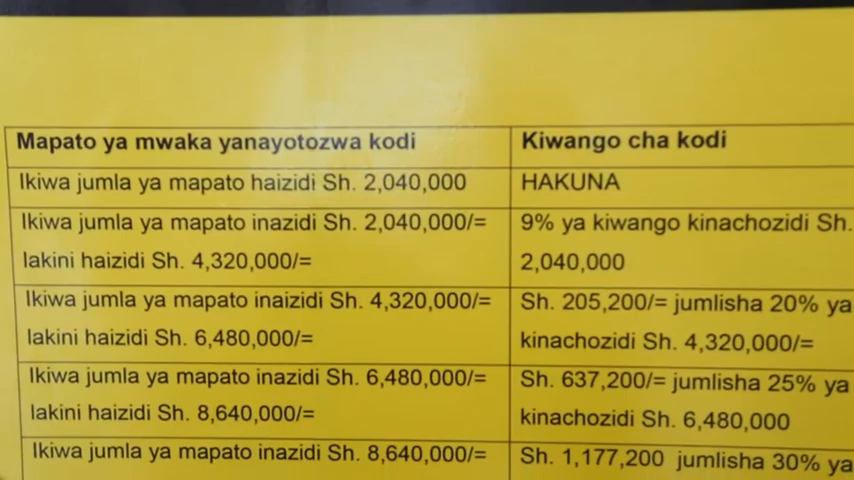 Mapato ya mwaka yanayotozwa kodi
Kiwango cha kodi
Ikiwa jumla ya mapato haizidi Sh. 2,040,000
HAKUNA
Ikiwa jumla ya mapato inazidi Sh. 2,040,000/=
lakini haizidi Sh. 4,320,000/=
9% ya kiwango kinachozidi Sh.
2,040,000
Ikiwa jumla ya mapato inaizidi Sh. 4,320,000/=
lakini haizidi Sh. 6,480,000/=
Sh. 205,200/= jumlisha 20% ya
kinachozidi Sh. 4,320,000/=
Ikiwa jumla ya mapato inazidi Sh. 6,480,000/=
lakini haizidi Sh. 8,640,000/=
Sh. 637,200/= jumlisha 25% ya
kinachozidi Sh. 6,480,000
Ikiwa jumla ya mapato inazidi Sh. 8,640,000/=
Sh. 1,177,200 jumlisha 30% ya